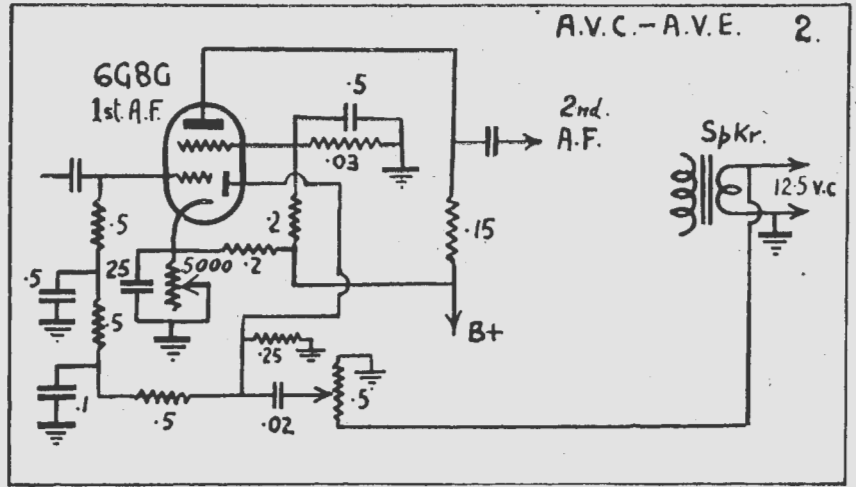 A.V.C.-A.V.E. 2.
6G8G
1st. A.F.
.5
2nd.
A.F.
.03
SpKr.
12.5 v.c
.5
.2
.15
.5
25
5000
.2
.5
B+
.25
.1
.5
.02
.5